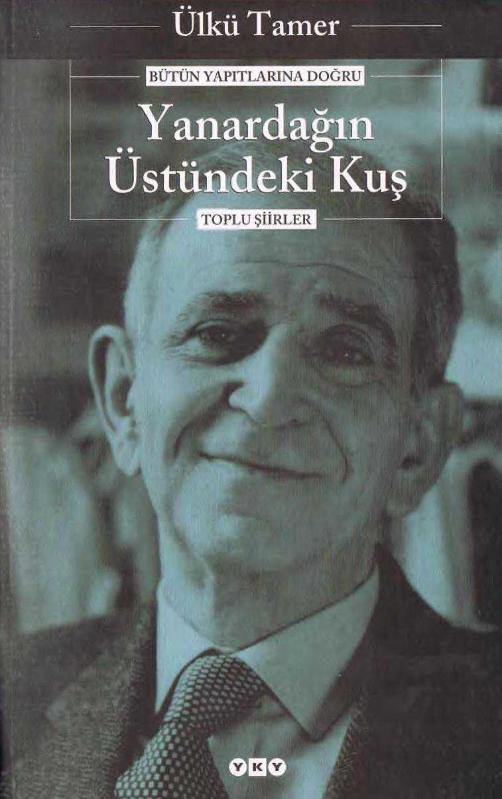 Ülkü Tamer
BÜTÜN YAPITLARINA DOĞRU
Yanardağın
Üstündeki Kuş
TOPLU ŞİİRLER
YKY